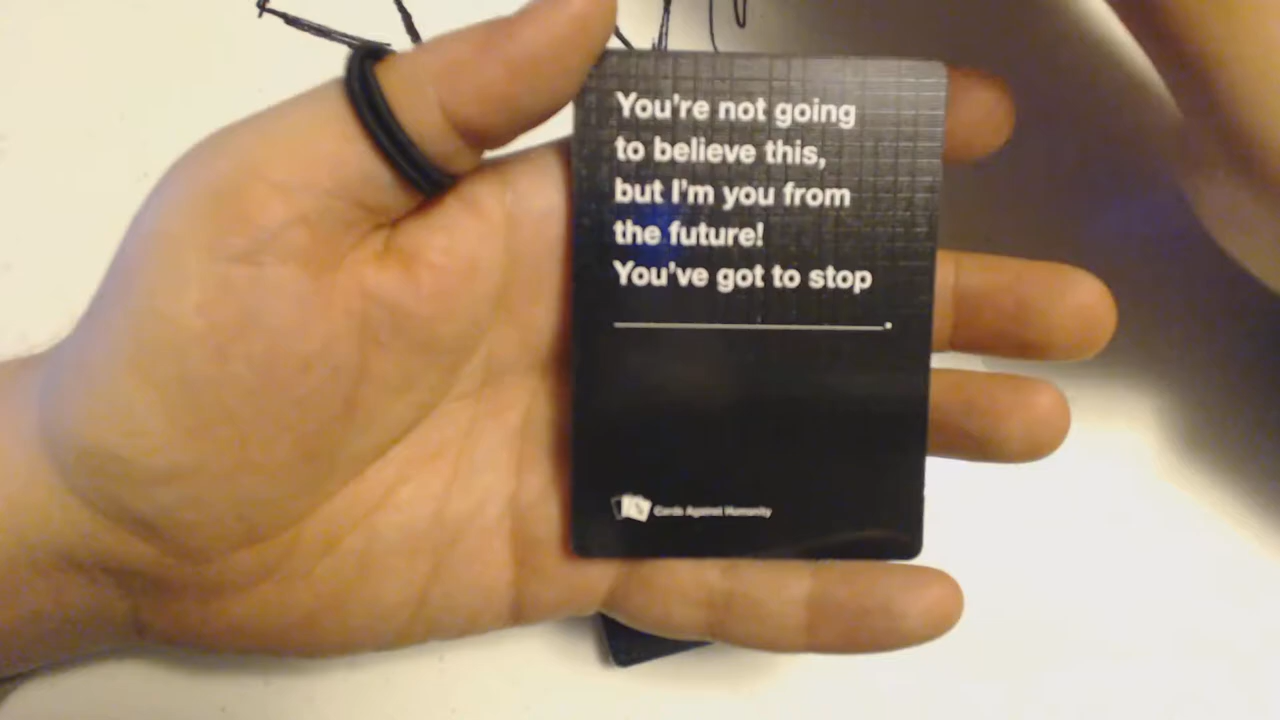 You're not going
to believe this,
but I'm you from
the future!
You've got to stop
Cards Against Humanity